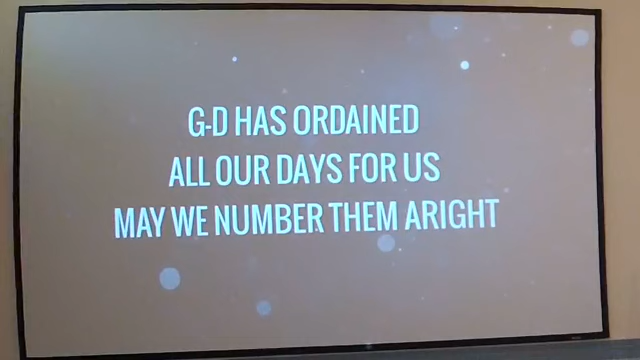 G-D HAS ORDAINED
ALL OUR DAYS FOR US
MAY WE NUMBER THEM ARIGHT